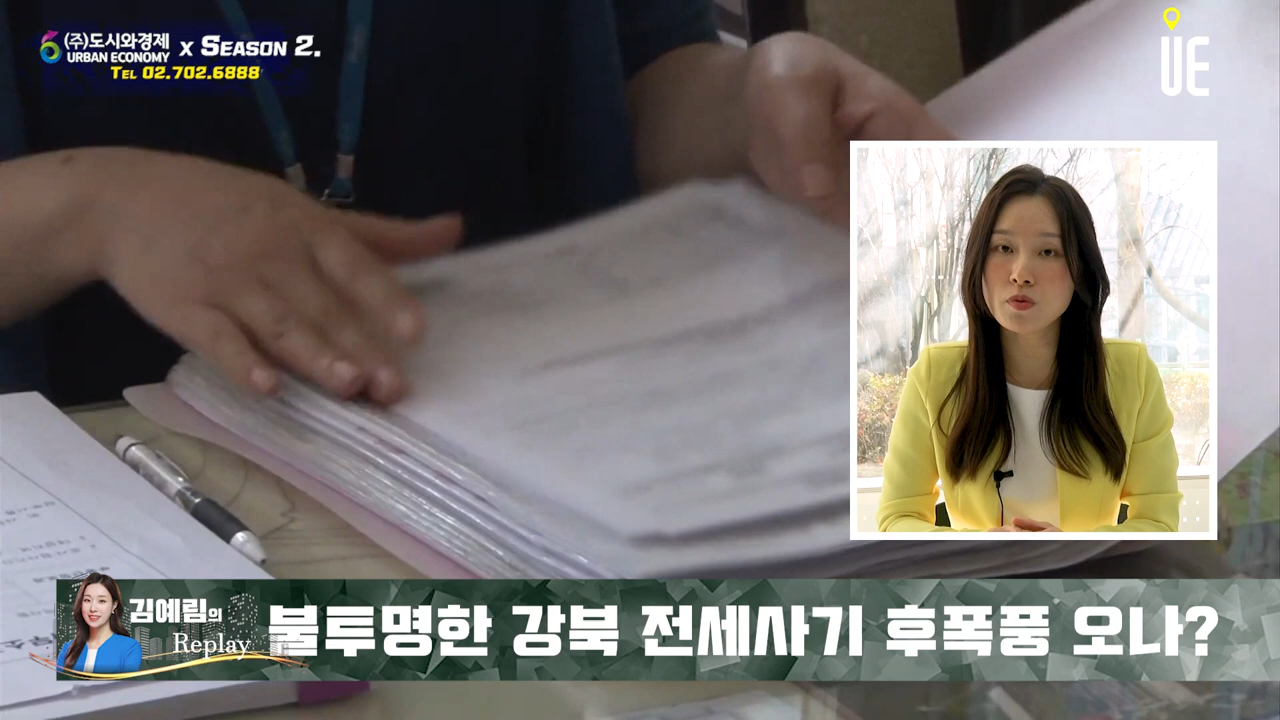 (주)도시와경제
URBAN ECONOMY
X SEASON 2.
TEL 02.702.6888
UE
김예림의
Replay
불투명한 강북 전세사기 후폭풍 오나?